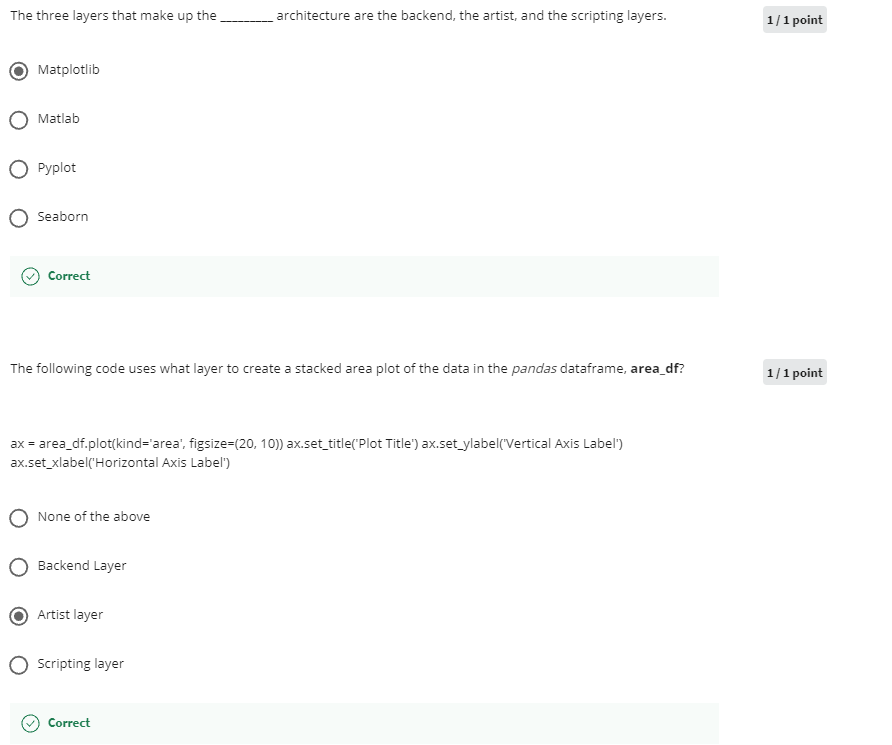 The three layers that make up the _________ architecture are the backend, the artist, and the scripting layers.
1 / 1 point
Matplotlib
Matlab
Pyplot
Seaborn
Correct
The following code uses what layer to create a stacked area plot of the data in the pandas dataframe, area_df?
1 / 1 point
ax = area_df.plot(kind='area', figsize=(20, 10)) ax.set_title('Plot Title') ax.set_ylabel('Vertical Axis Label')
ax.set_xlabel('Horizontal Axis Label')
None of the above
Backend Layer
Artist layer
Scripting layer
Correct